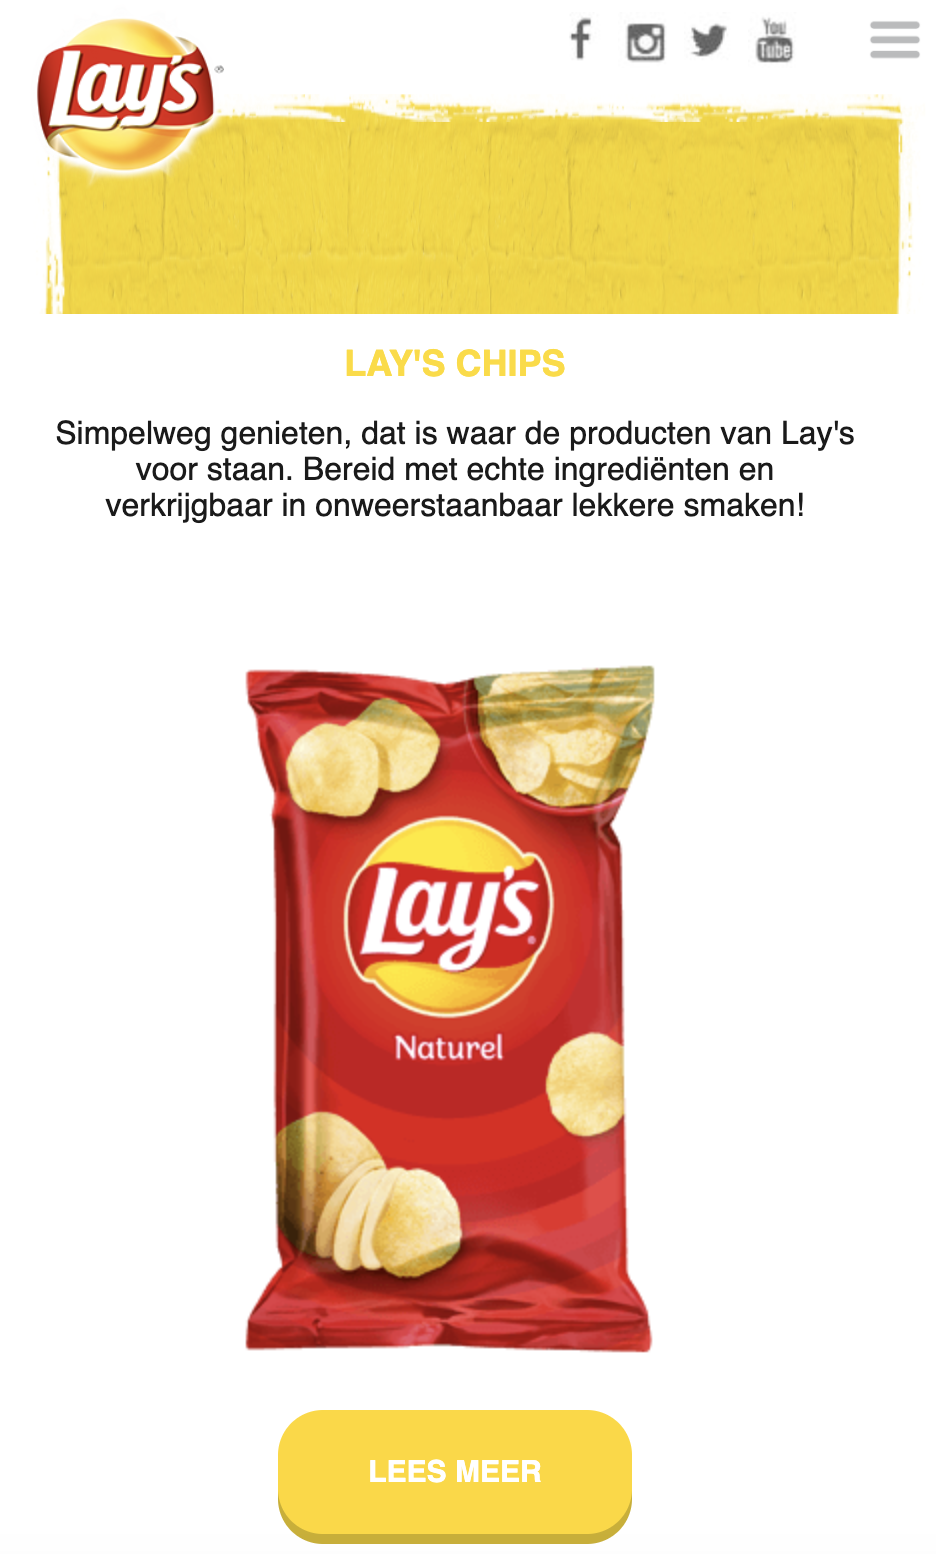 Lay's
You
Tube
LAY'S CHIPS
Simpelweg genieten, dat is waar de producten van Lay's
voor staan. Bereid met echte ingrediënten en
verkrijgbaar in onweerstaanbaar lekkere smaken!
Lay's
Naturel
LEES MEER